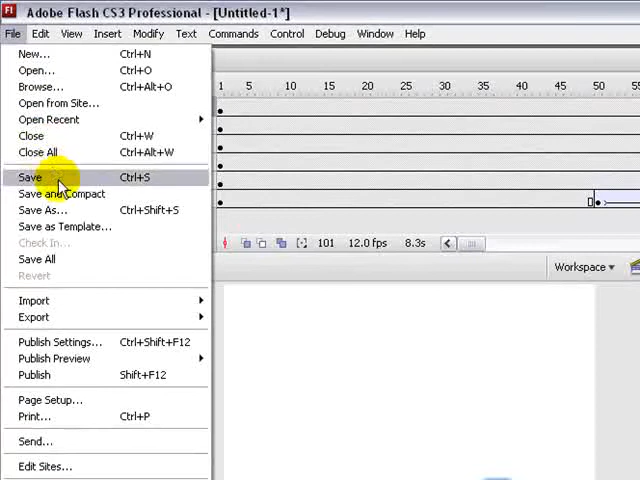 Fl Adobe Flash CS3 Professional - [Untitled-1*]
File Edit View Insert Modify Text Commands Control Debug Window Help
New... Ctrl+N
Open... Ctrl+O
Browse... Ctrl+Alt+O
Open from Site...
Open Recent
Close Ctrl+W
Close All Ctrl+Alt+W
Save Ctrl+S
Save and Compact
Save As... Ctrl+Shift+S
Save as Template...
Check In...
Save All
Revert
Import
Export
Publish Settings... Ctrl+Shift+F12
Publish Preview
Publish Shift+F12
Page Setup...
Print... Ctrl+P
Send...
Edit Sites...
1 5 10 15 20 25 30 35 40 45 50 55 60
101 12.0 fps 8.3s
Workspace